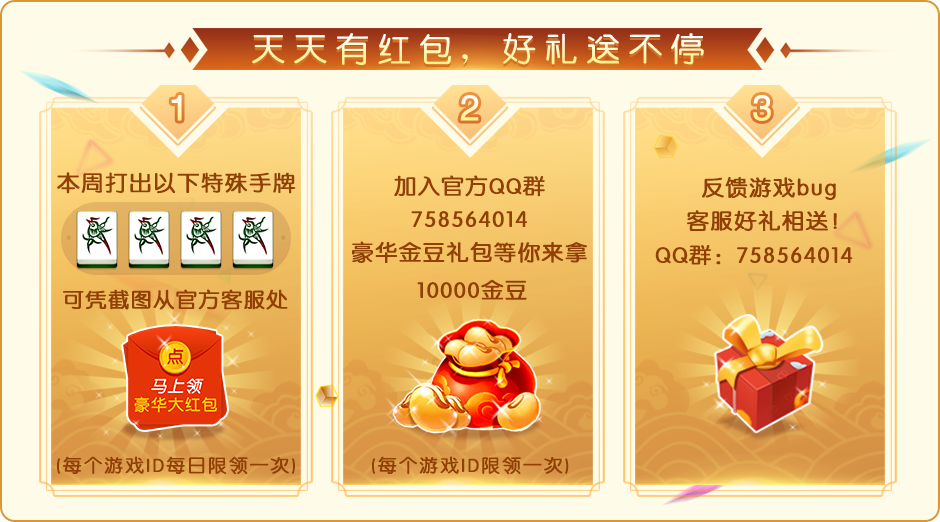 天天有红包，好礼送不停
1
本周打出以下特殊手牌
可凭截图从官方客服处
点
马上领
豪华大红包
(每个游戏ID每日限领一次)
2
加入官方QQ群
758564014
豪华金豆礼包等你来拿
10000金豆
(每个游戏ID限领一次)
3
反馈游戏bug
客服好礼相送！
QQ群：758564014